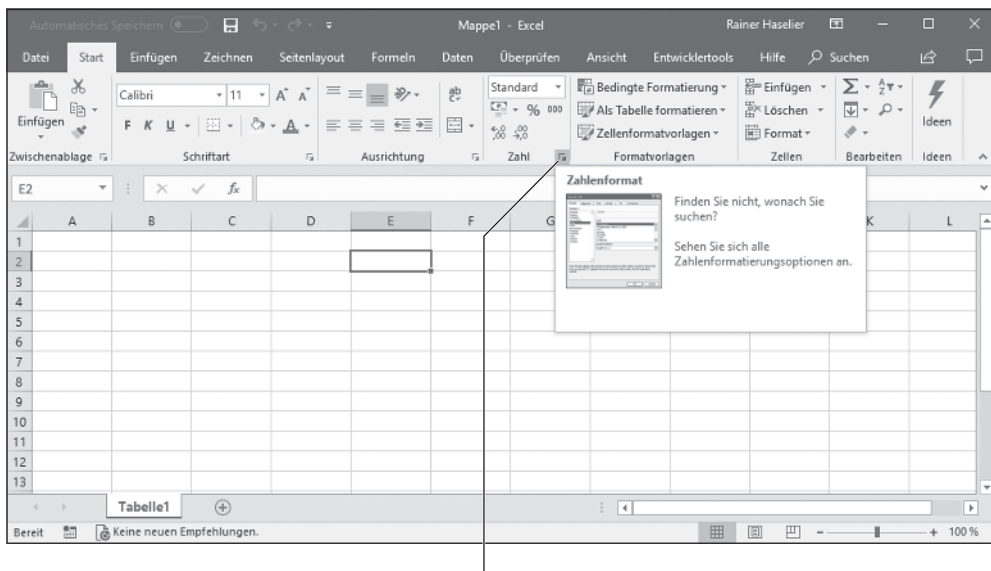 Automatisches Speichern Mappe1 - Excel Rainer Haselier
Datei Start Einfügen Zeichnen Seitenlayout Formeln Daten Überprüfen Ansicht Entwicklertools Hilfe Suchen
Einfügen
Calibri 11
F K U
ab
Standard
% 000
Bedingte Formatierung
Als Tabelle formatieren
Zellenformatvorlagen
Einfügen
Löschen
Format
Ideen
Zwischenablage Schriftart Ausrichtung Zahl Formatvorlagen Zellen Bearbeiten Ideen
E2 fx
Zahlenformat
Finden Sie nicht, wonach Sie
suchen?
Sehen Sie sich alle
Zahlenformatierungsoptionen an.
A B C D E F G K L
1
2
3
4
5
6
7
8
9
10
11
12
13
Tabelle1
Bereit Keine neuen Empfehlungen. 100 %